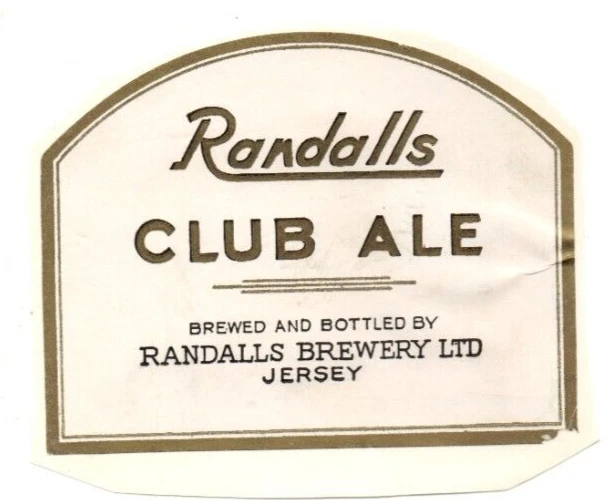 Randalls
CLUB ALE
BREWED AND BOTTLED BY
RANDALLS BREWERY LTD
JERSEY